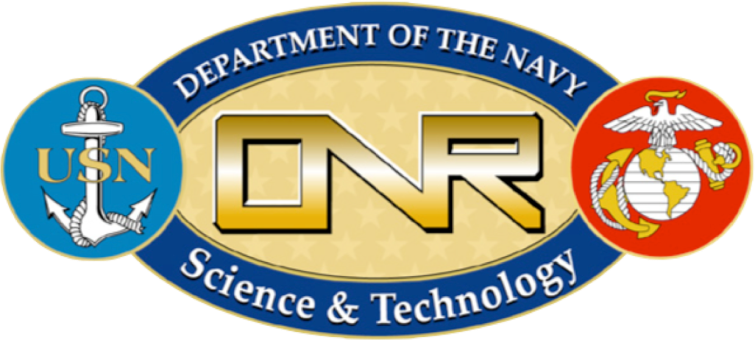 DEPARTMENT OF THE NAVY
USN
ONR
Science & Technology